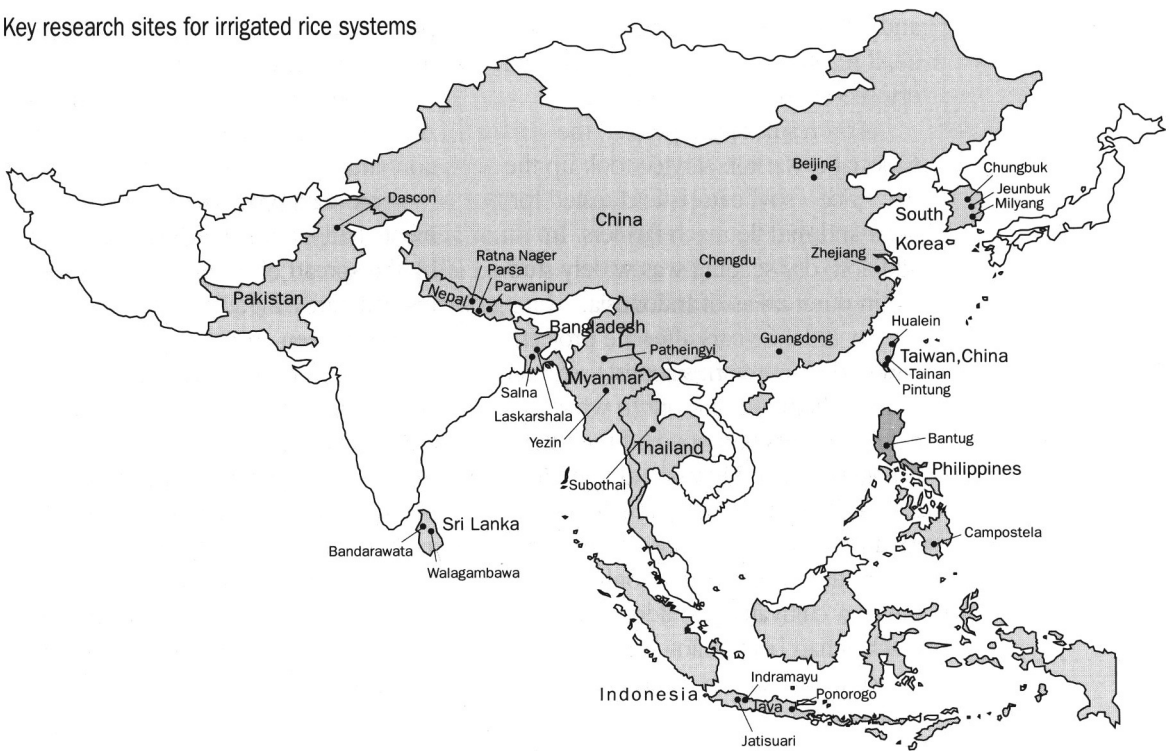 Key research sites for irrigated rice systems
Beijing
Chungbuk
Jeunbuk
Milyang
South
Korea
Dascon
China
Zhejiang
Chengdu
Ratna Nager
Parsa
Parwanipur
Nepal
Pakistan
Bangladesh
Hualein
Guangdong
Patheingyi
Taiwan,China
Tainan
Pintung
Myanmar
Salna
Laskarshala
Yezin
Bantug
Thailand
Philippines
Subothai
Sri Lanka
Campostela
Bandarawata
Walagambawa
Indramayu
Indonesia
Java
Ponorogo
Jatisuari